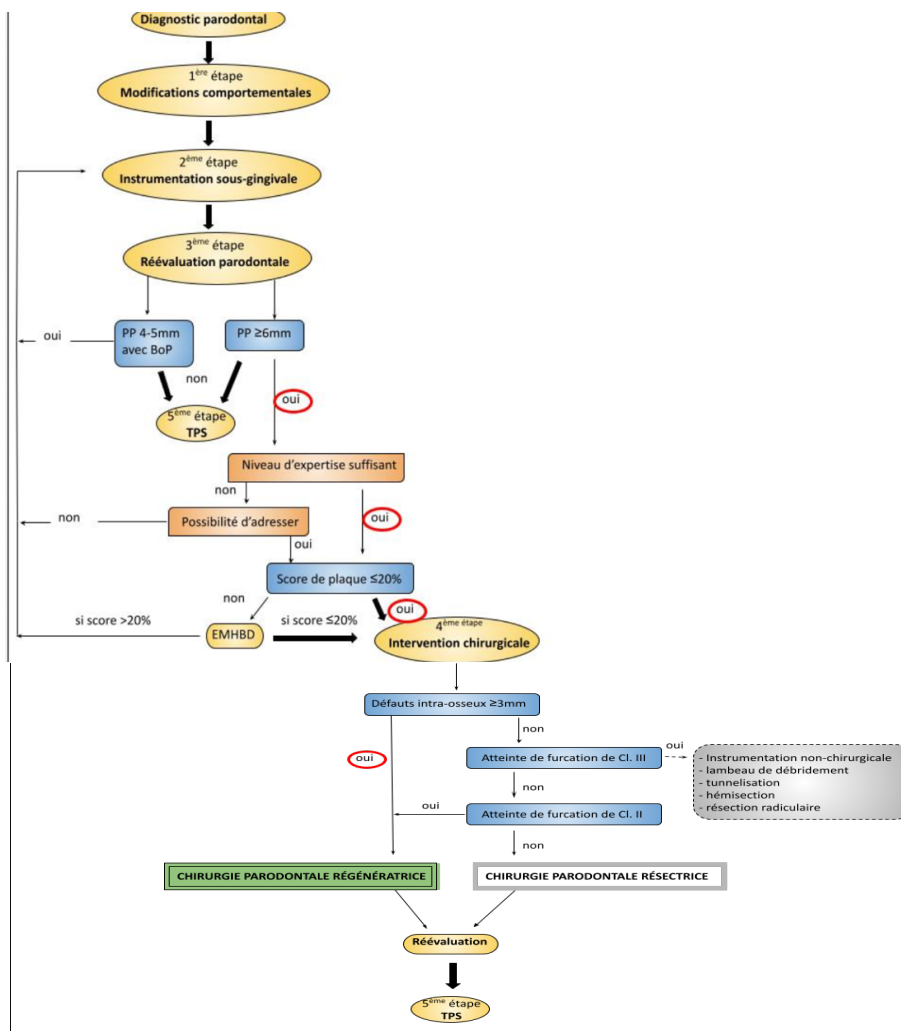 Diagnostic parodontal
1ère étape
Modifications comportementales
2ème étape
Instrumentation sous-gingivale
3ème étape
Réévaluation parodontale
oui
PP 4-5mm
avec BoP
PP ≥6mm
non
oui
5ème étape
TPS
Niveau d'expertise suffisant
non
oui
non
Possibilité d'adresser
oui
Score de plaque ≤20%
non
oui
si score >20%
EMHBD
si score ≤20%
4ème étape
Intervention chirurgicale
Défauts intra-osseux ≥3mm
non
oui
Atteinte de furcation de Cl. III
oui
- Instrumentation non-chirurgicale
- lambeau de débridement
- tunnelisation
- hémisection
- résection radiculaire
non
oui
Atteinte de furcation de Cl. II
non
CHIRURGIE PARODONTALE RÉGÉNÉRATRICE
CHIRURGIE PARODONTALE RÉSECTRICE
Réévaluation
5ème étape
TPS